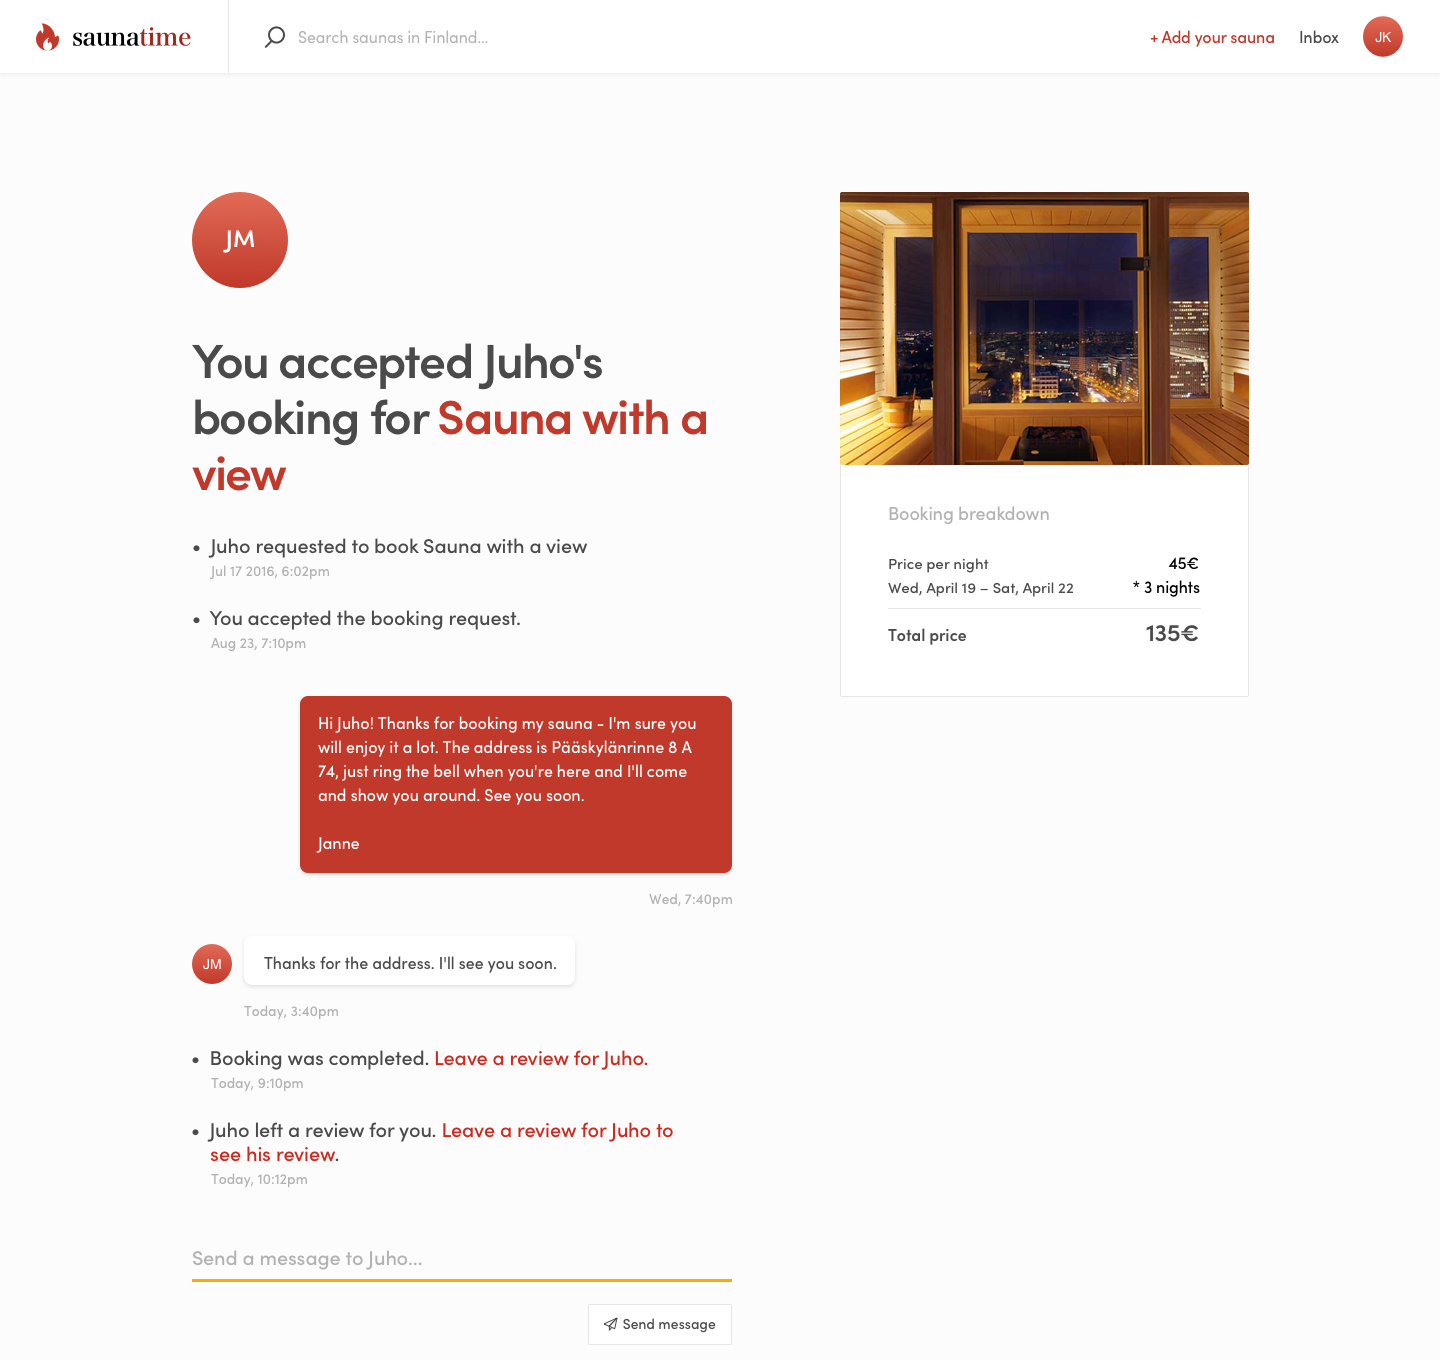 saunatime
Search saunas in Finland...
+ Add your sauna
Inbox
JK
JM
You accepted Juho's
booking for Sauna with a
view
• Juho requested to book Sauna with a view
Jul 17 2016, 6:02pm
• You accepted the booking request.
Aug 23, 7:10pm
Hi Juho! Thanks for booking my sauna - I'm sure you
will enjoy it a lot. The address is Pääskylänrinne 8 A
74, just ring the bell when you're here and I'll come
and show you around. See you soon.
Janne
Wed, 7:40pm
JM
Thanks for the address. I'll see you soon.
Today, 3:40pm
• Booking was completed. Leave a review for Juho.
Today, 9:10pm
• Juho left a review for you. Leave a review for Juho to
see his review.
Today, 10:12pm
Send a message to Juho...
Send message
Booking breakdown
Price per night 45€
Wed, April 19 – Sat, April 22 * 3 nights
Total price 135€